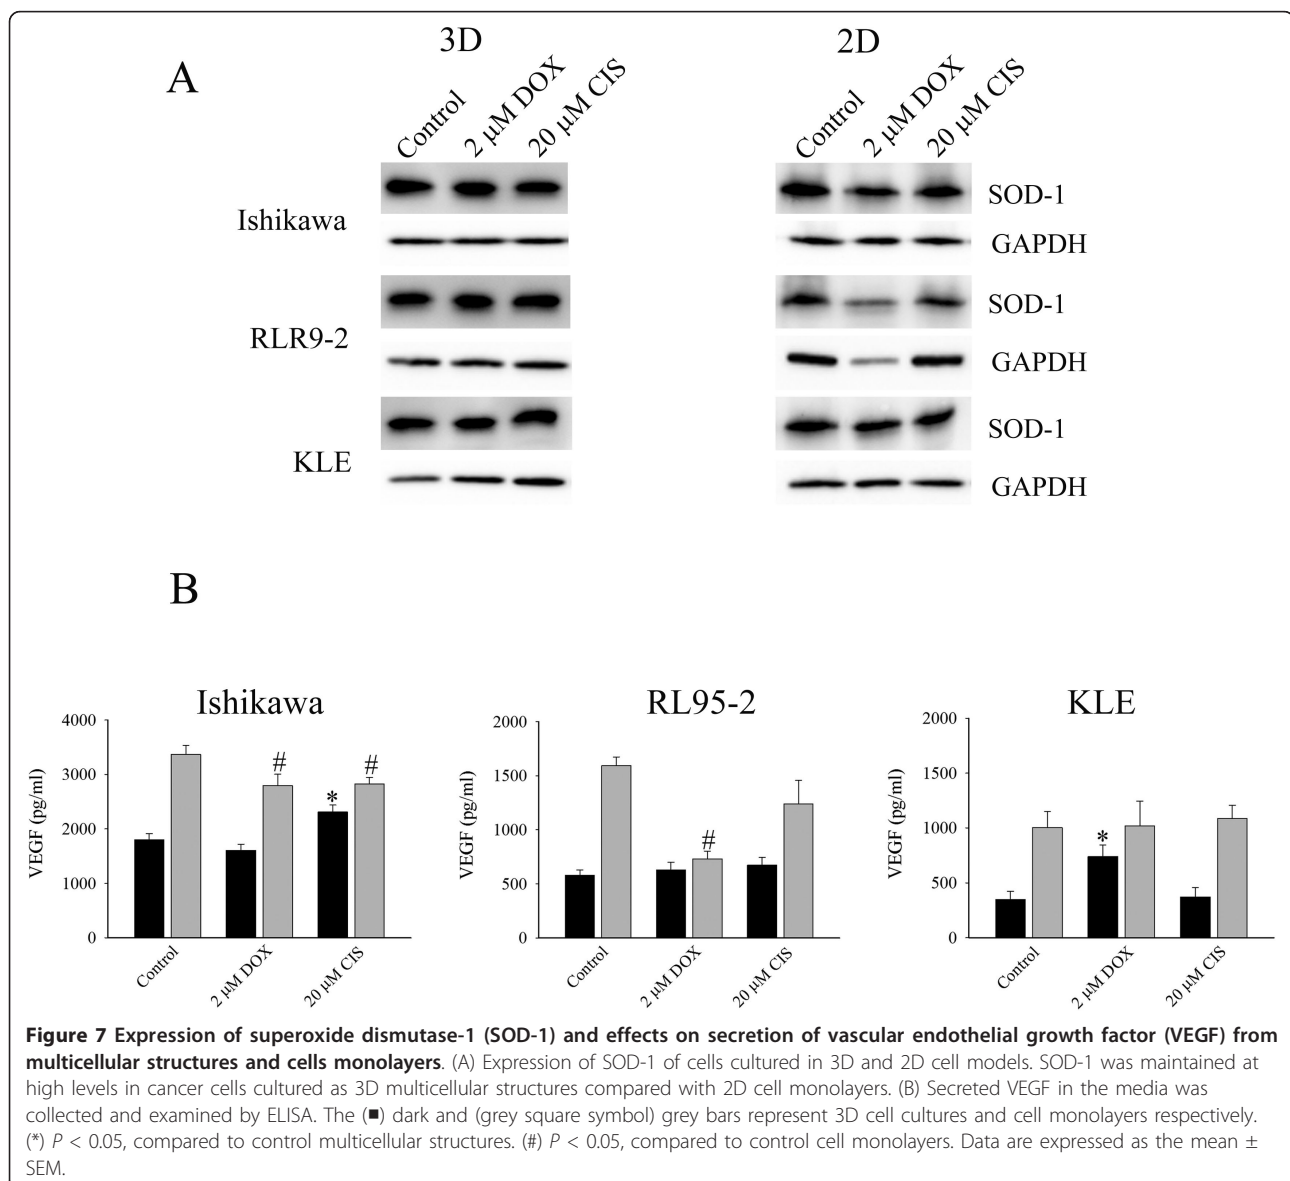 3D 2D
A
Control 2 μM DOX 20 μM CIS Control 2 μM DOX 20 μM CIS
SOD-1
Ishikawa
GAPDH
SOD-1
RLR9-2
GAPDH
SOD-1
KLE
GAPDH
B
Ishikawa
VEGF (pg/ml)
4000
3000
2000
1000
0
# # *
Control 2 μM DOX 20 μM CIS
RL95-2
VEGF (pg/ml)
2000
1500
1000
500
0
#
Control 2 μM DOX 20 μM CIS
KLE
VEGF (pg/ml)
2000
1500
1000
500
0
*
Control 2 μM DOX 20 μM CIS
Figure 7 Expression of superoxide dismutase-1 (SOD-1) and effects on secretion of vascular endothelial growth factor (VEGF) from
multicellular structures and cells monolayers. (A) Expression of SOD-1 of cells cultured in 3D and 2D cell models. SOD-1 was maintained at
high levels in cancer cells cultured as 3D multicellular structures compared with 2D cell monolayers. (B) Secreted VEGF in the media was
collected and examined by ELISA. The (■) dark and (grey square symbol) grey bars represent 3D cell cultures and cell monolayers respectively.
(*) P < 0.05, compared to control multicellular structures. (#) P < 0.05, compared to control cell monolayers. Data are expressed as the mean ±
SEM.